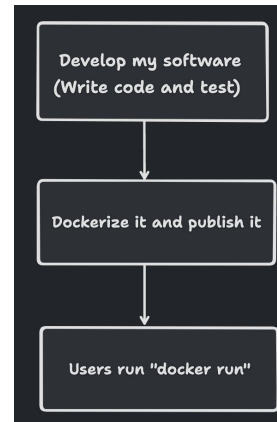 Develop my software
(Write code and test)
Dockerize it and publish it
Users run "docker run"